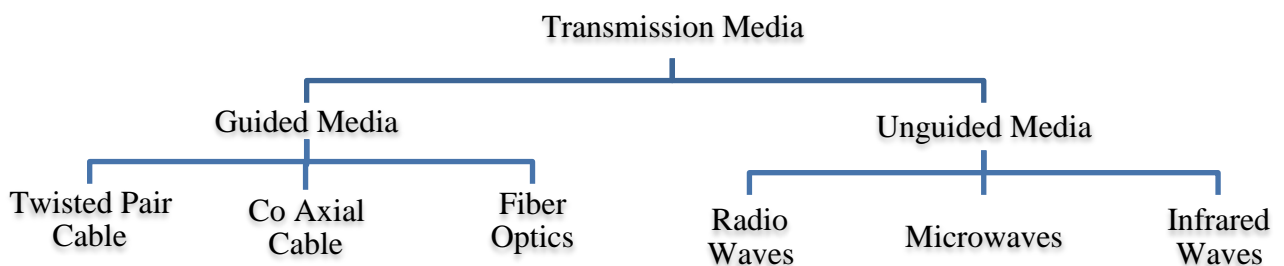 Transmission Media
Guided Media
Unguided Media
Twisted Pair
Cable
Co Axial
Cable
Fiber
Optics
Radio
Waves
Microwaves
Infrared
Waves